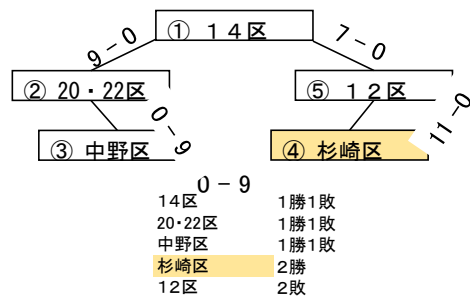 ① 14区
9-0
7-0
② 20・22区
⑤ 12区
0-9
11-0
③ 中野区
④ 杉崎区
0-9
14区 1勝1敗
20・22区 1勝1敗
中野区 1勝1敗
杉崎区 2勝
12区 2敗